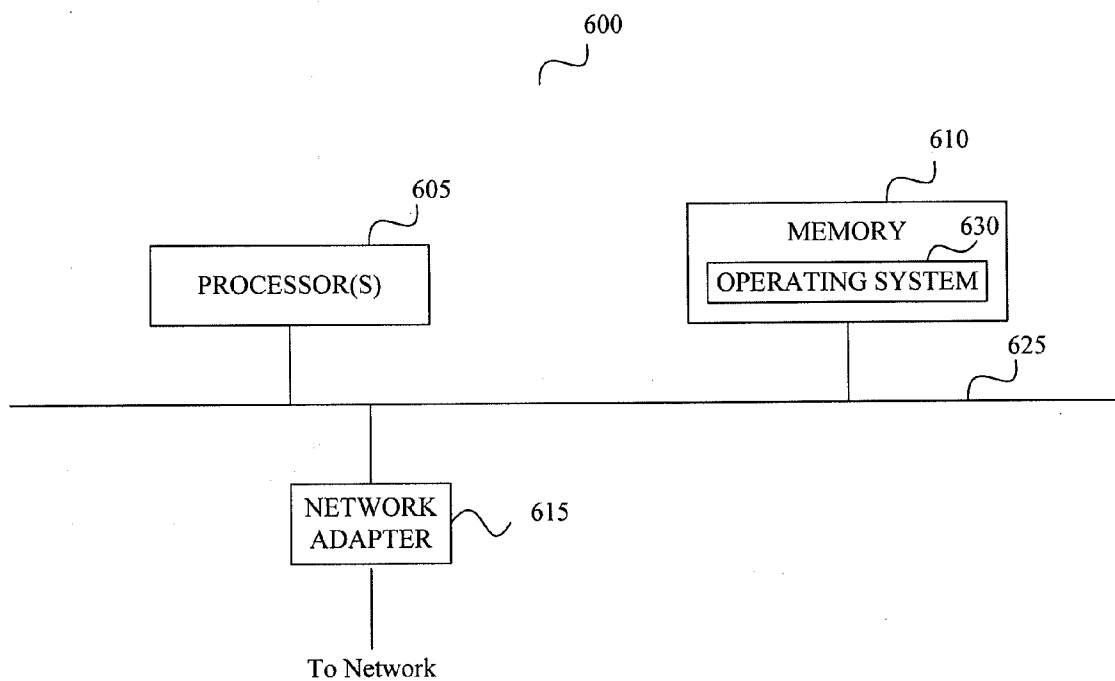 600
610
605
MEMORY
630
PROCESSOR(S)
OPERATING SYSTEM
625
NETWORK
ADAPTER
615
To Network